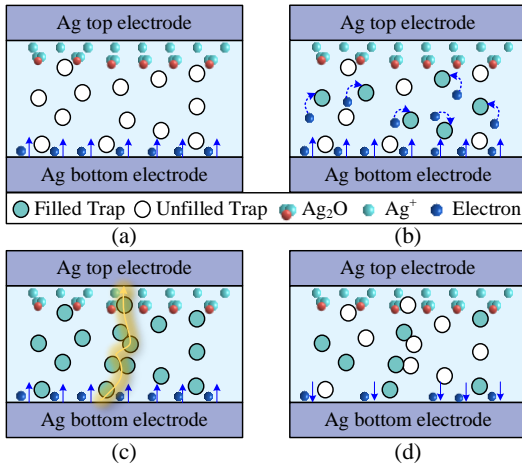 Ag top electrode
Ag top electrode
Ag bottom electrode
Ag bottom electrode
Filled Trap Unfilled Trap Ag₂O Ag⁺ Electron
(a)
(b)
Ag top electrode
Ag top electrode
Ag bottom electrode
Ag bottom electrode
(c)
(d)